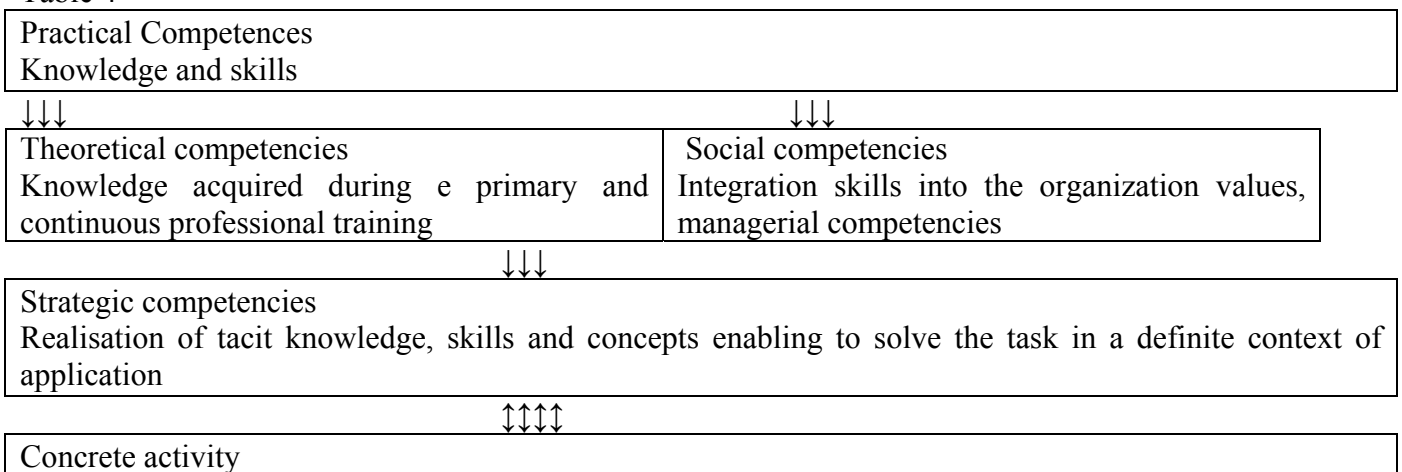 Practical Competences
Knowledge and skills
↓↓↓ ↓↓↓
Theoretical competencies
Knowledge acquired during e primary and
continuous professional training
Social competencies
Integration skills into the organization values,
managerial competencies
↓↓↓
Strategic competencies
Realisation of tacit knowledge, skills and concepts enabling to solve the task in a definite context of
application
↕↕↕↕
Concrete activity